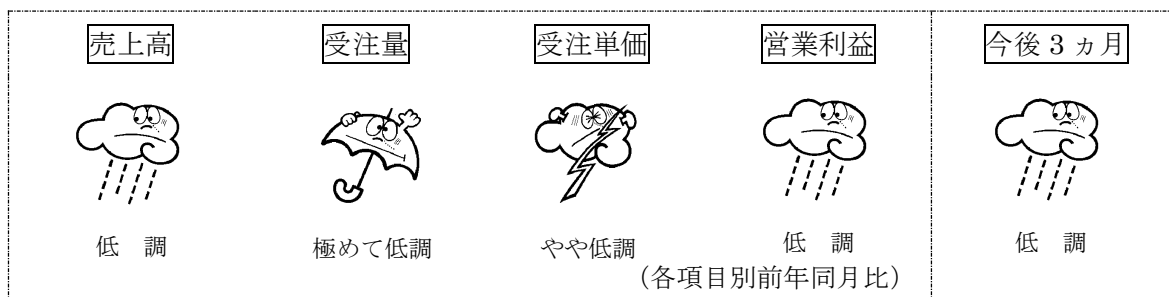 売上高 受注量 受注単価 営業利益 今後3ヵ月
低 調 極めて低調 やや低調 低 調 低 調
（各項目別前年同月比）